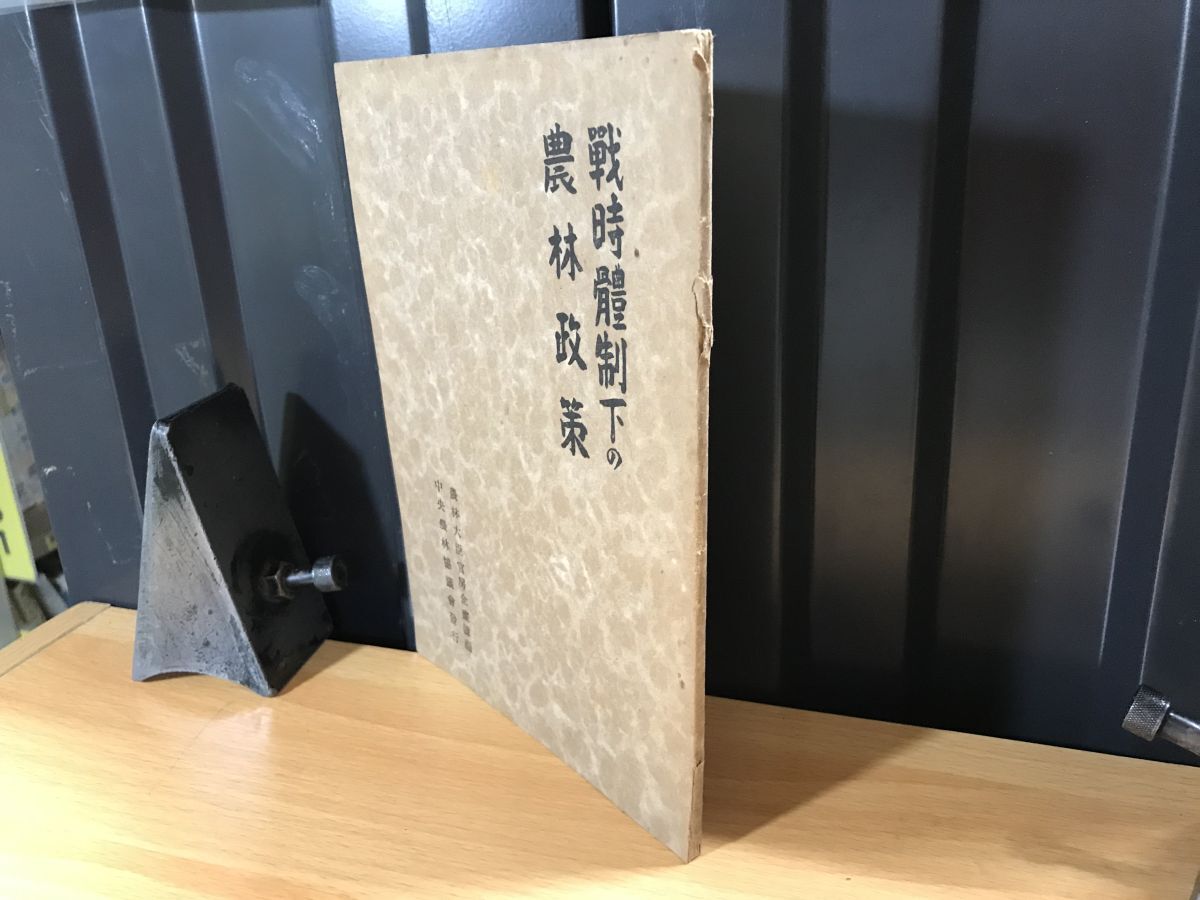 戰時體制下の
農林政策
農林大臣官房企畫課編
中央農林協議會發行